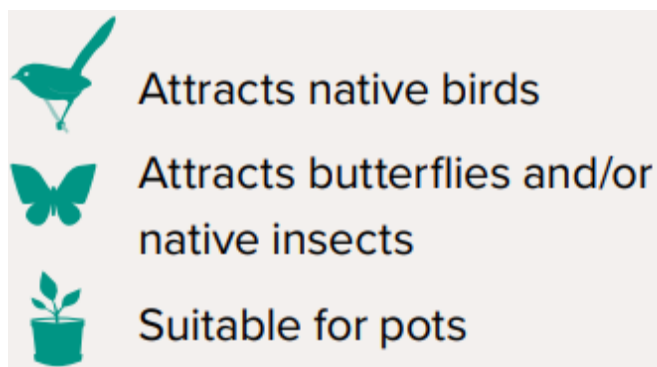 Attracts native birds
Attracts butterflies and/or
native insects
Suitable for pots